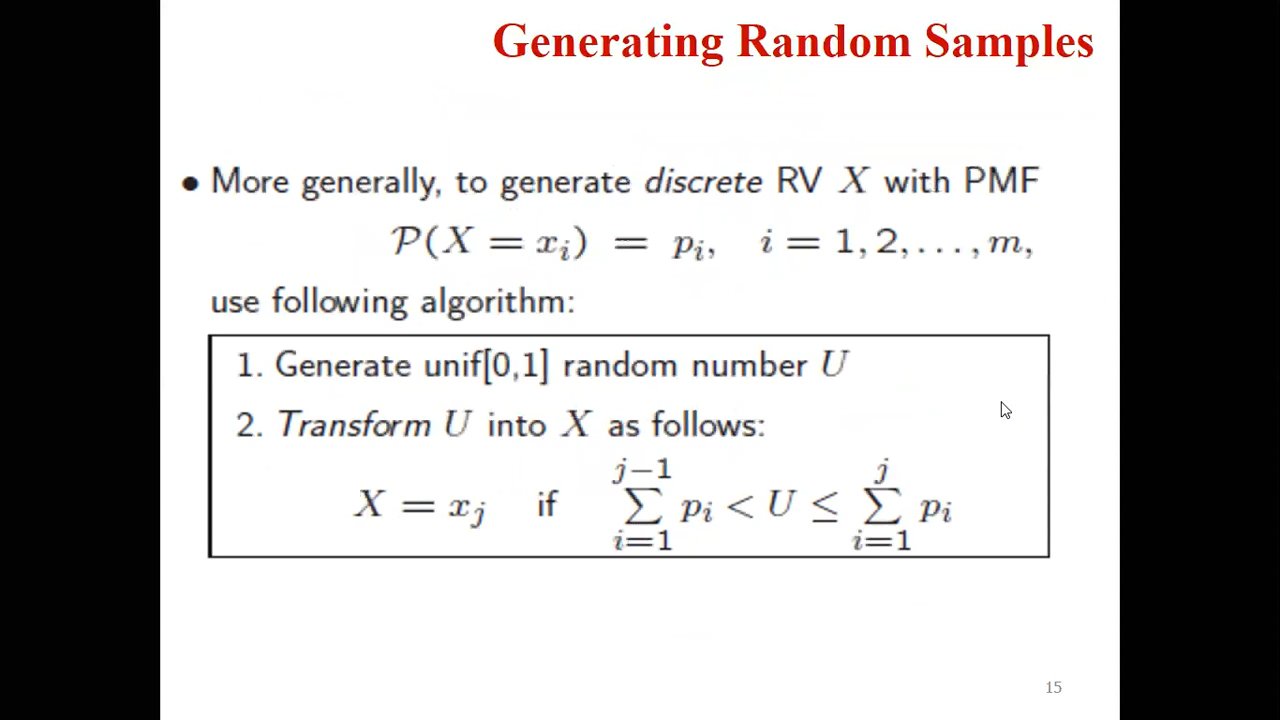 Generating Random Samples
• More generally, to generate discrete RV X with PMF
P(X = x_i) = p_i, i = 1, 2, . . . , m,
use following algorithm:
1. Generate unif[0,1] random number U
2. Transform U into X as follows:
X = x_j if ∑_{i=1}^{j−1} p_i < U ≤ ∑_{i=1}^{j} p_i
15